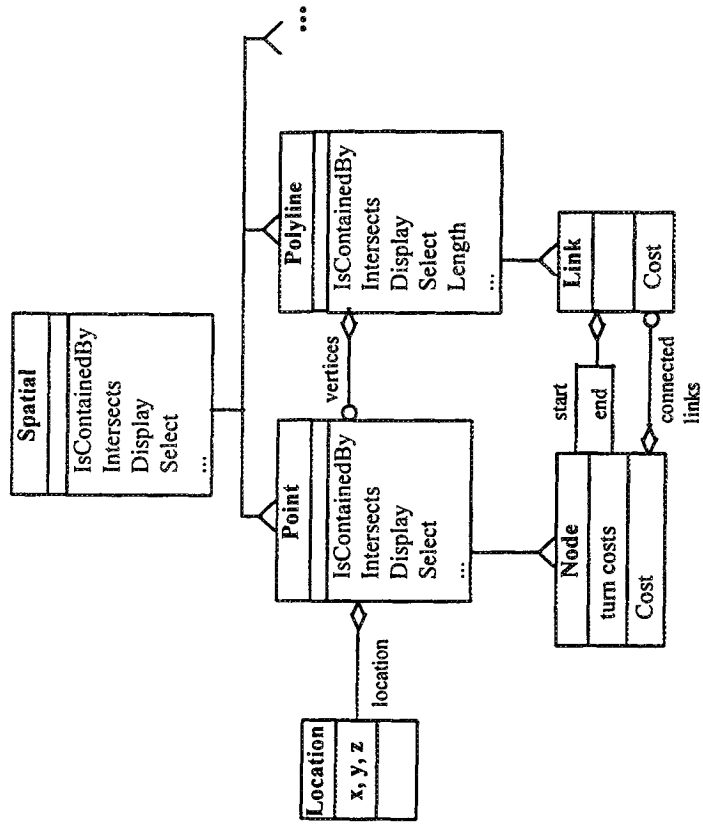 Spatial
IsContainedBy
Intersects
Display
Select
...
...
Point
IsContainedBy
Intersects
Display
Select
...
vertices
Polyline
IsContainedBy
Intersects
Display
Select
Length
...
Location
x, y, z
location
Node
turn costs
Cost
start
end
connected
links
Link
Cost